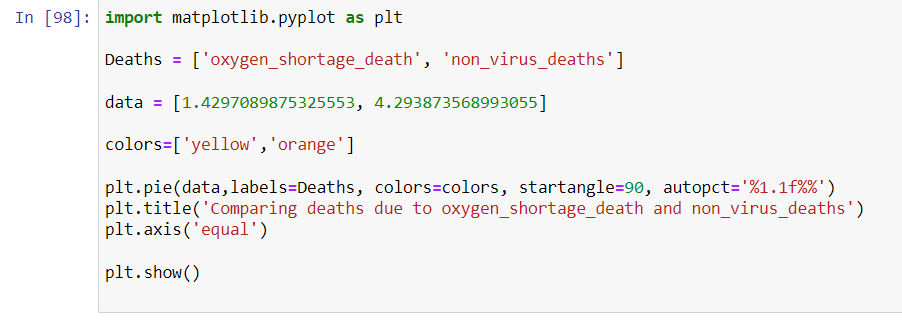 In [98]: import matplotlib.pyplot as plt
Deaths = ['oxygen_shortage_death', 'non_virus_deaths']
data = [1.4297089875325553, 4.293873568993055]
colors=['yellow','orange']
plt.pie(data,labels=Deaths, colors=colors, startangle=90, autopct='%1.1f%%')
plt.title('Comparing deaths due to oxygen_shortage_death and non_virus_deaths')
plt.axis('equal')
plt.show()